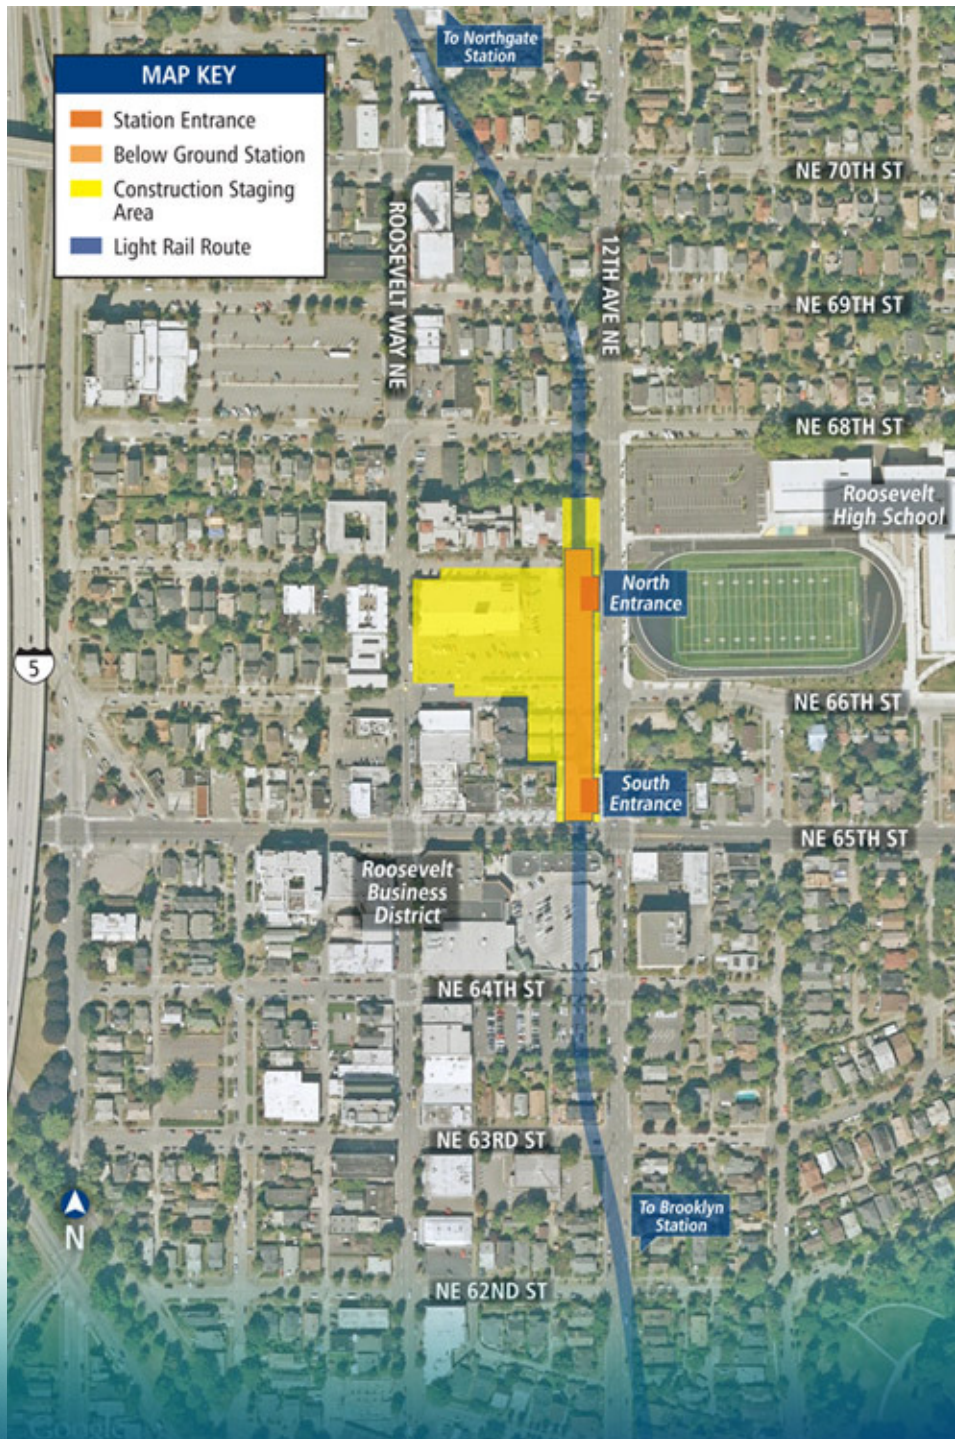 To Northgate
Station
MAP KEY
Station Entrance
Below Ground Station
Construction Staging
Area
Light Rail Route
NE 70TH ST
ROOSEVELT WAY NE
12TH AVE NE
NE 69TH ST
NE 68TH ST
Roosevelt
High School
North
Entrance
5
NE 66TH ST
South
Entrance
NE 65TH ST
Roosevelt
Business
District
NE 64TH ST
NE 63RD ST
To Brooklyn
Station
N
NE 62ND ST
Google